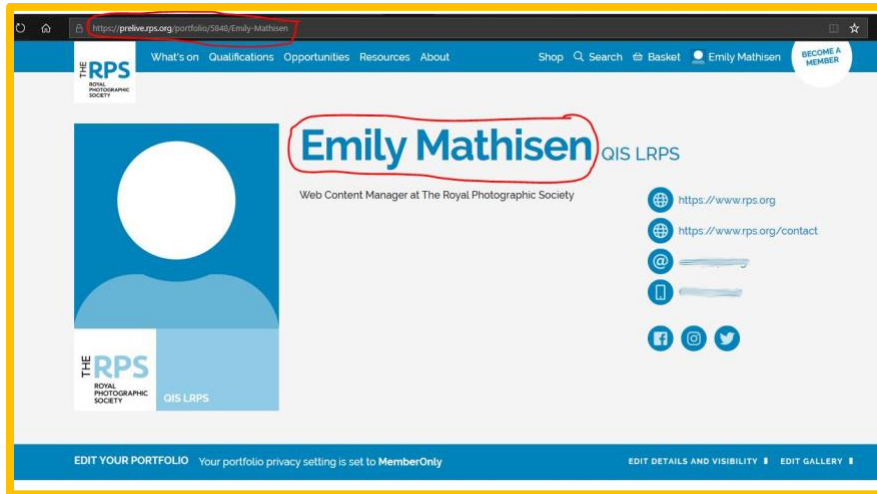 https://prelive.rps.org/portfolio/5848/Emily-Mathisen
THE RPS
ROYAL
PHOTOGRAPHIC
SOCIETY
What's on Qualifications Opportunities Resources About
Shop Search Basket Emily Mathisen
BECOME A
MEMBER
Emily Mathisen QIS LRPS
Web Content Manager at The Royal Photographic Society
https://www.rps.org
https://www.rps.org/contact
THE RPS
ROYAL
PHOTOGRAPHIC
SOCIETY
QIS LRPS
EDIT YOUR PORTFOLIO Your portfolio privacy setting is set to MemberOnly
EDIT DETAILS AND VISIBILITY EDIT GALLERY